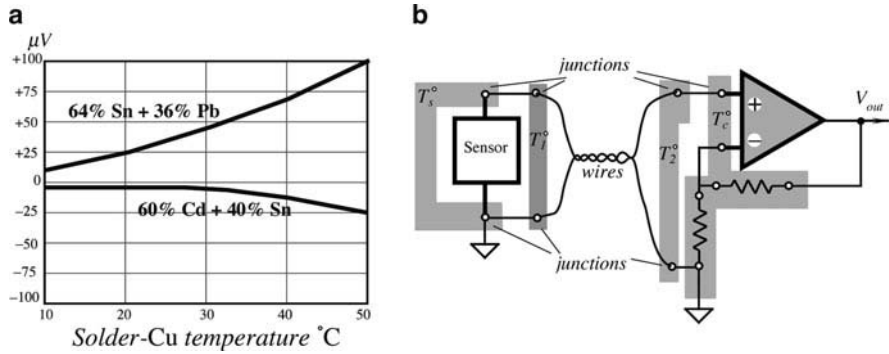 a
μV
+100
+75
+50
+25
0
−25
−50
−75
−100
64% Sn + 36% Pb
60% Cd + 40% Sn
10 20 30 40 50
Solder-Cu temperature °C
b
junctions
T°s
T°1
Sensor
wires
T°2
T°c
+
−
Vout
junctions